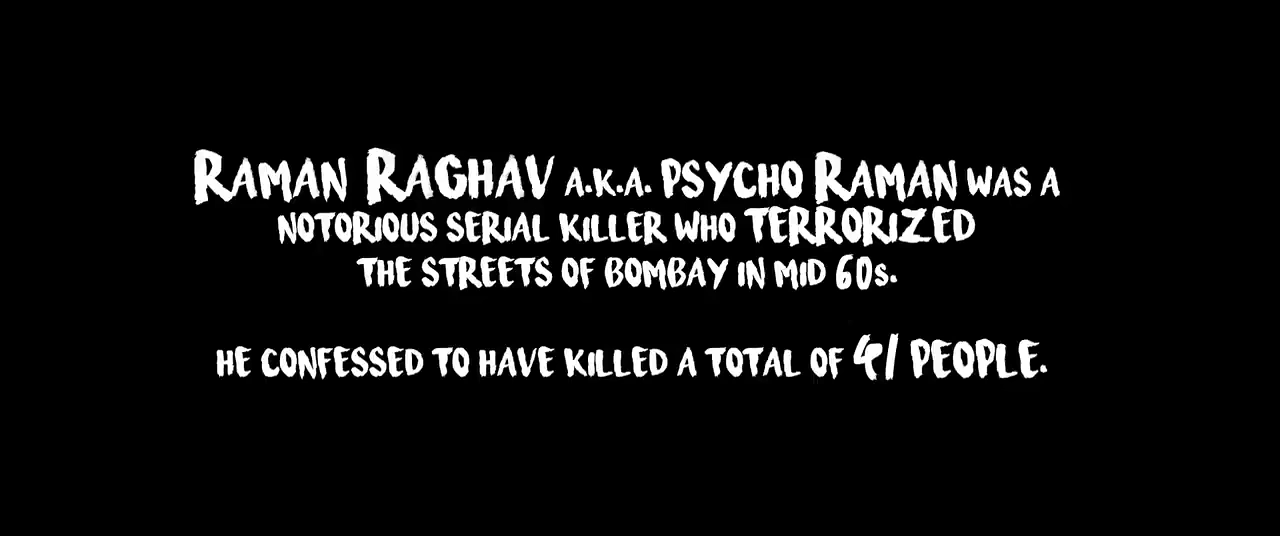 RAMAN RAGHAV A.K.A. PSYCHO RAMAN WAS A
NOTORIOUS SERIAL KILLER WHO TERRORIZED
THE STREETS OF BOMBAY IN MID 60s.
HE CONFESSED TO HAVE KILLED A TOTAL OF 41 PEOPLE.